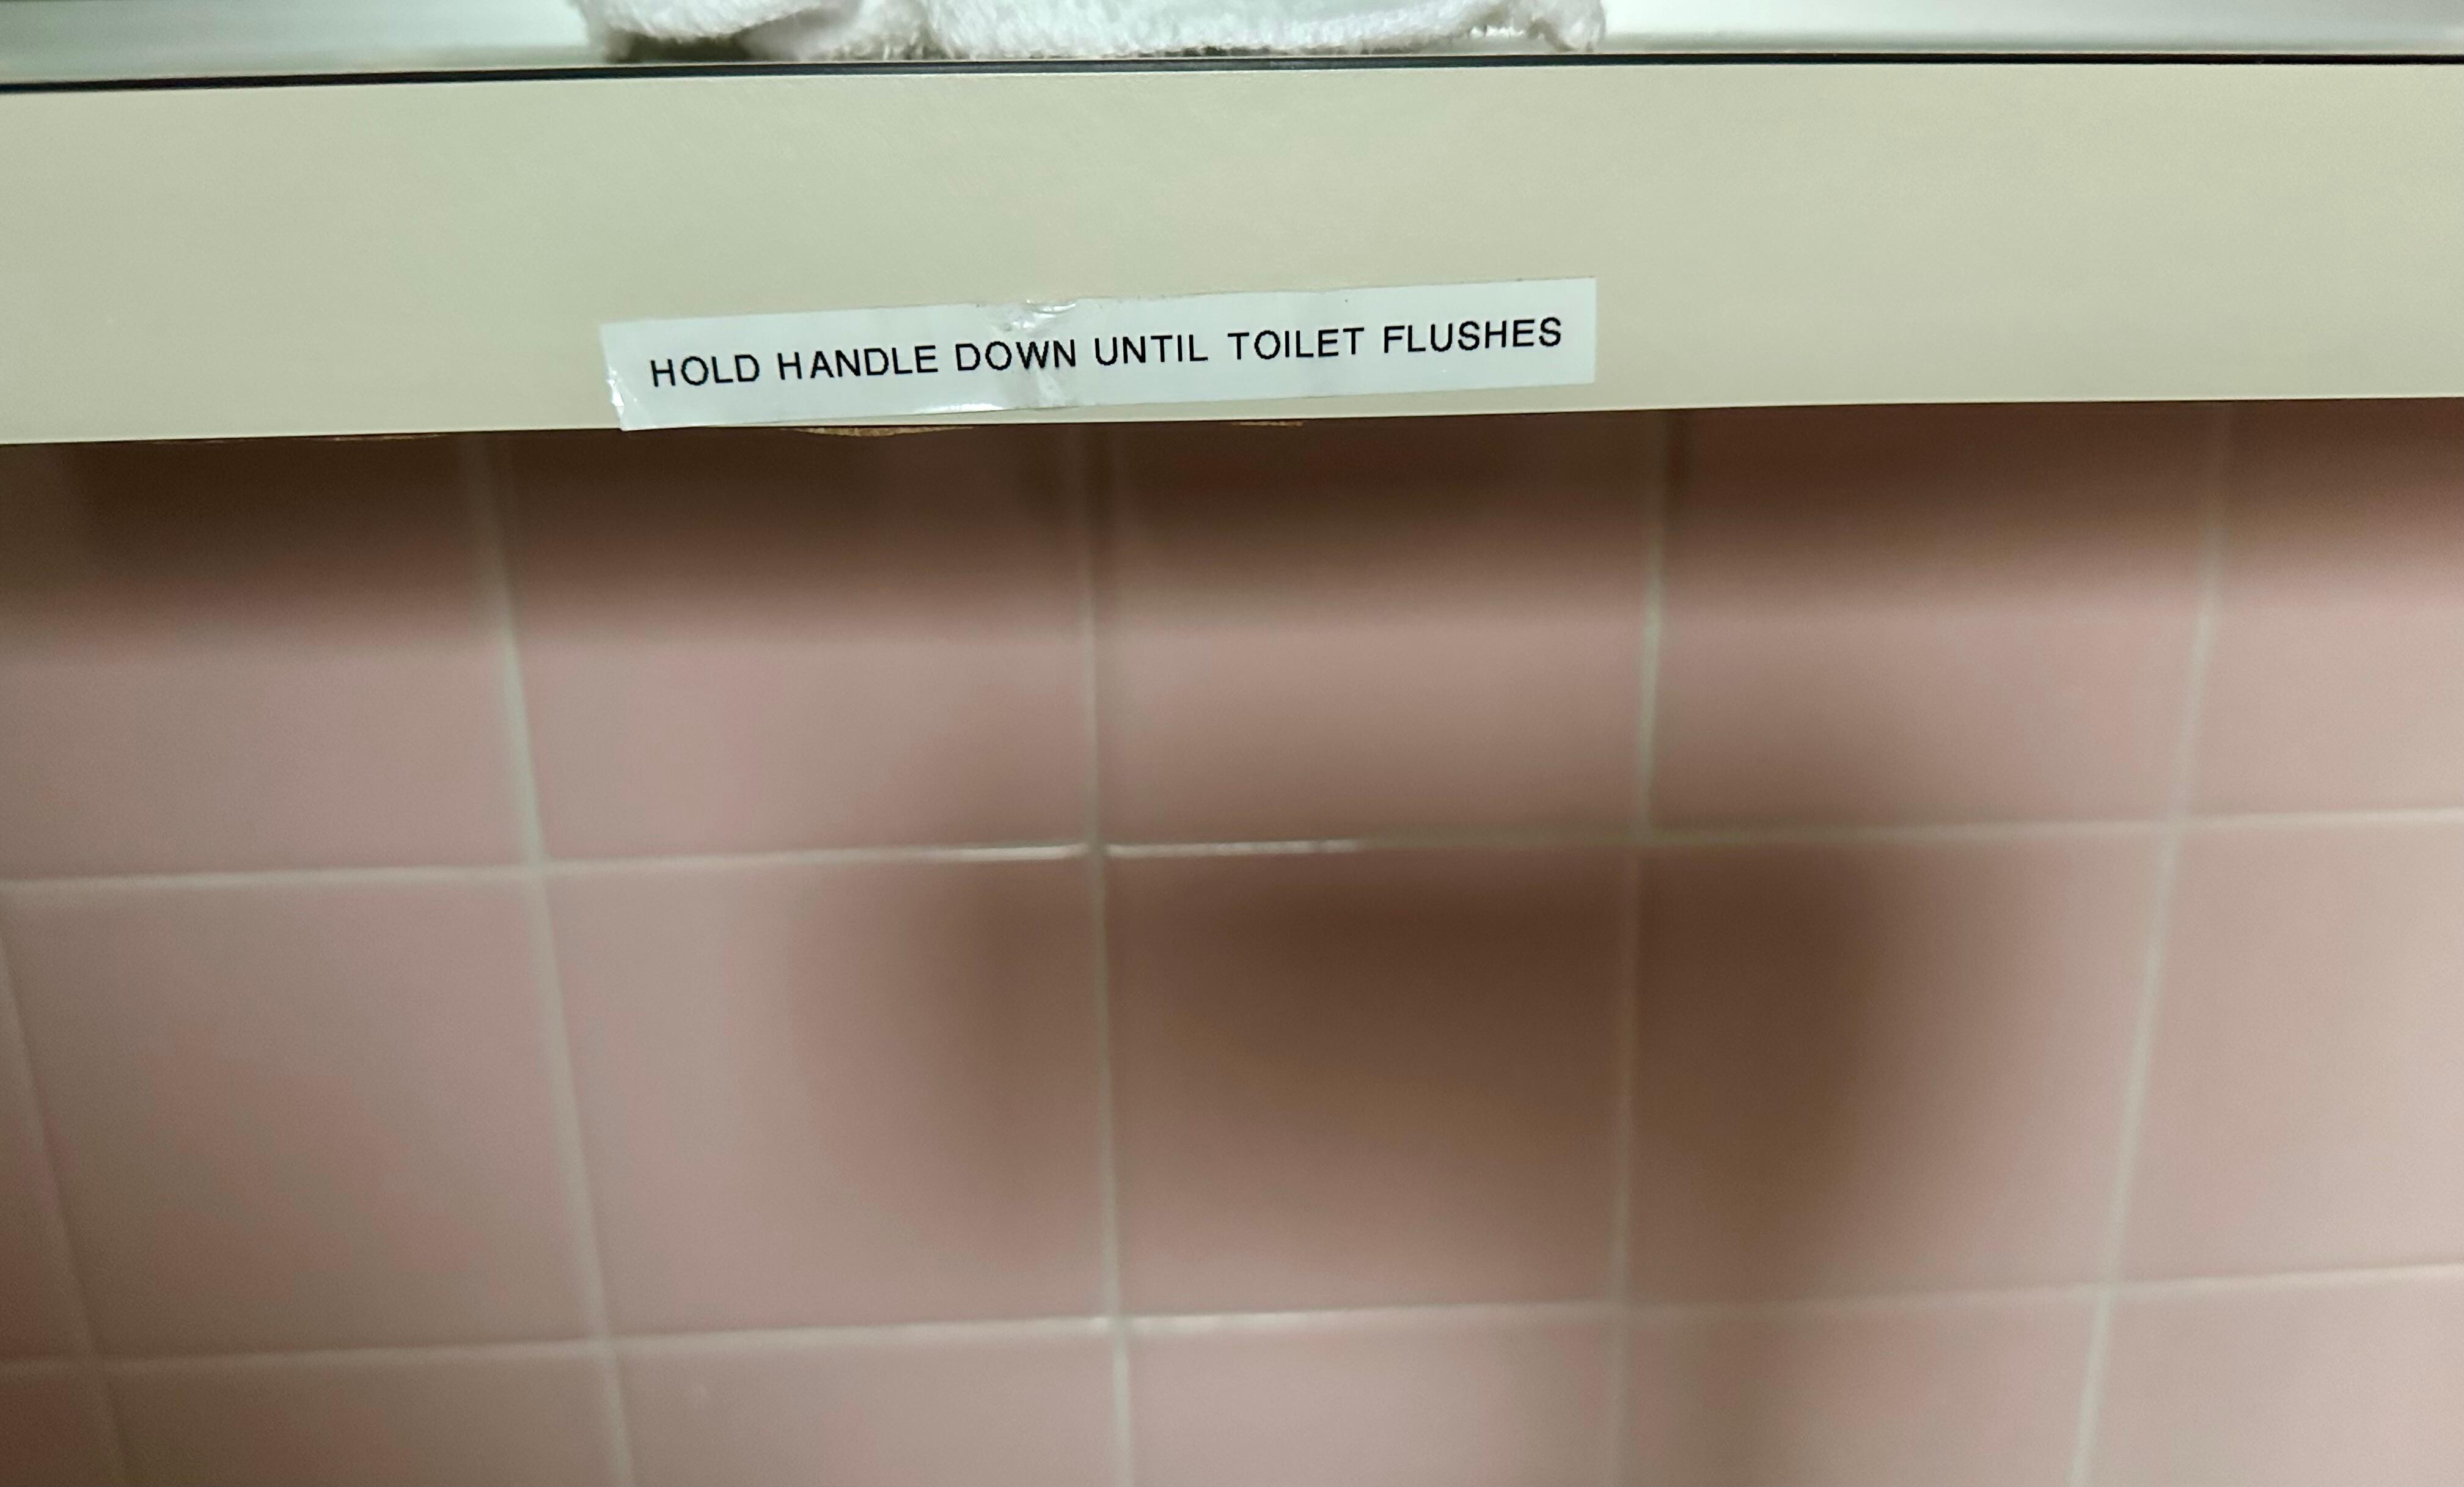 HOLD HANDLE DOWN UNTIL TOILET FLUSHES